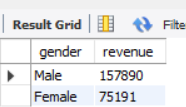 Result Grid Filte
gender revenue
Male 157890
Female 75191